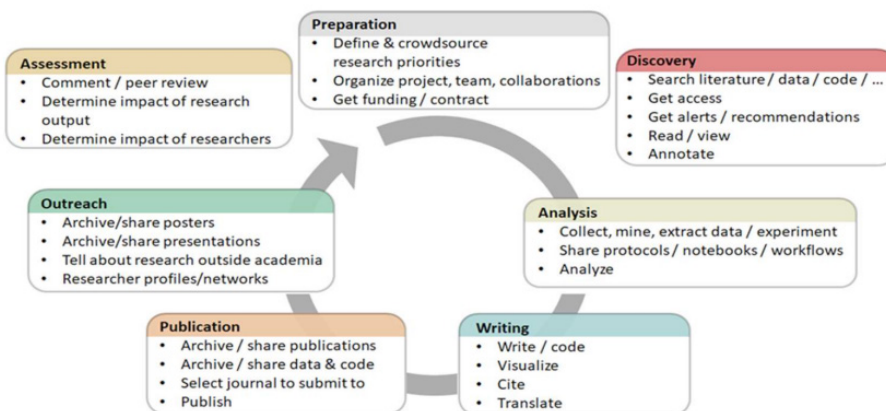 Preparation
• Define & crowdsource
research priorities
• Organize project, team, collaborations
• Get funding / contract
Discovery
• Search literature / data / code / ...
• Get access
• Get alerts / recommendations
• Read / view
• Annotate
Analysis
• Collect, mine, extract data / experiment
• Share protocols / notebooks / workflows
• Analyze
Writing
• Write / code
• Visualize
• Cite
• Translate
Publication
• Archive / share publications
• Archive / share data & code
• Select journal to submit to
• Publish
Outreach
• Archive/share posters
• Archive/share presentations
• Tell about research outside academia
• Researcher profiles/networks
Assessment
• Comment / peer review
• Determine impact of research
output
• Determine impact of researchers